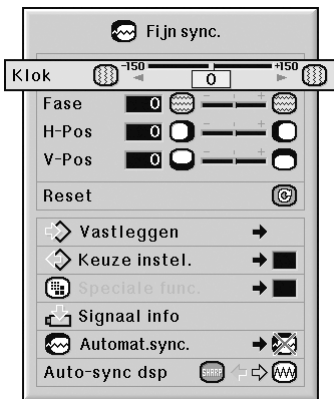 Fijn sync.
Klok -150 0 +150
Fase 0 - +
H-Pos 0 - +
V-Pos 0 - +
Reset
Vastleggen
Keuze instel.
Speciale func.
Signaal info
Automat.sync.
Auto-sync dsp SHARP